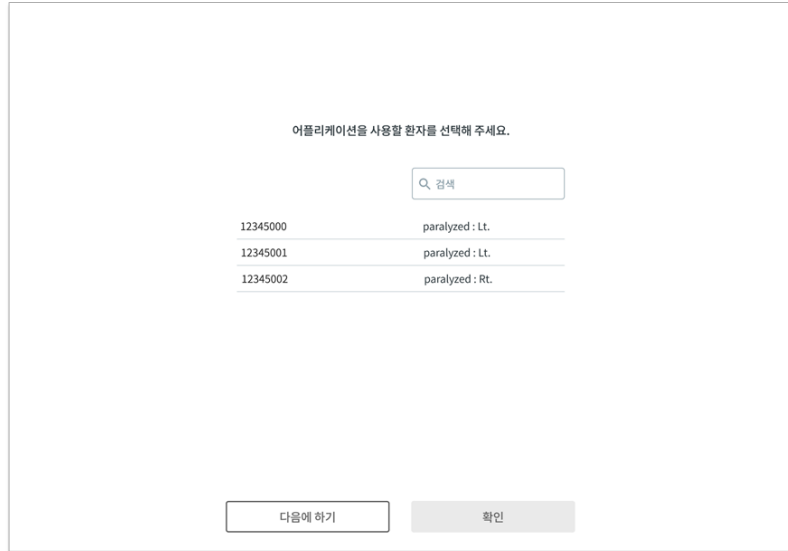 어플리케이션을 사용할 환자를 선택해 주세요.
검색
12345000 paralyzed : Lt.
12345001 paralyzed : Lt.
12345002 paralyzed : Rt.
다음에 하기 확인